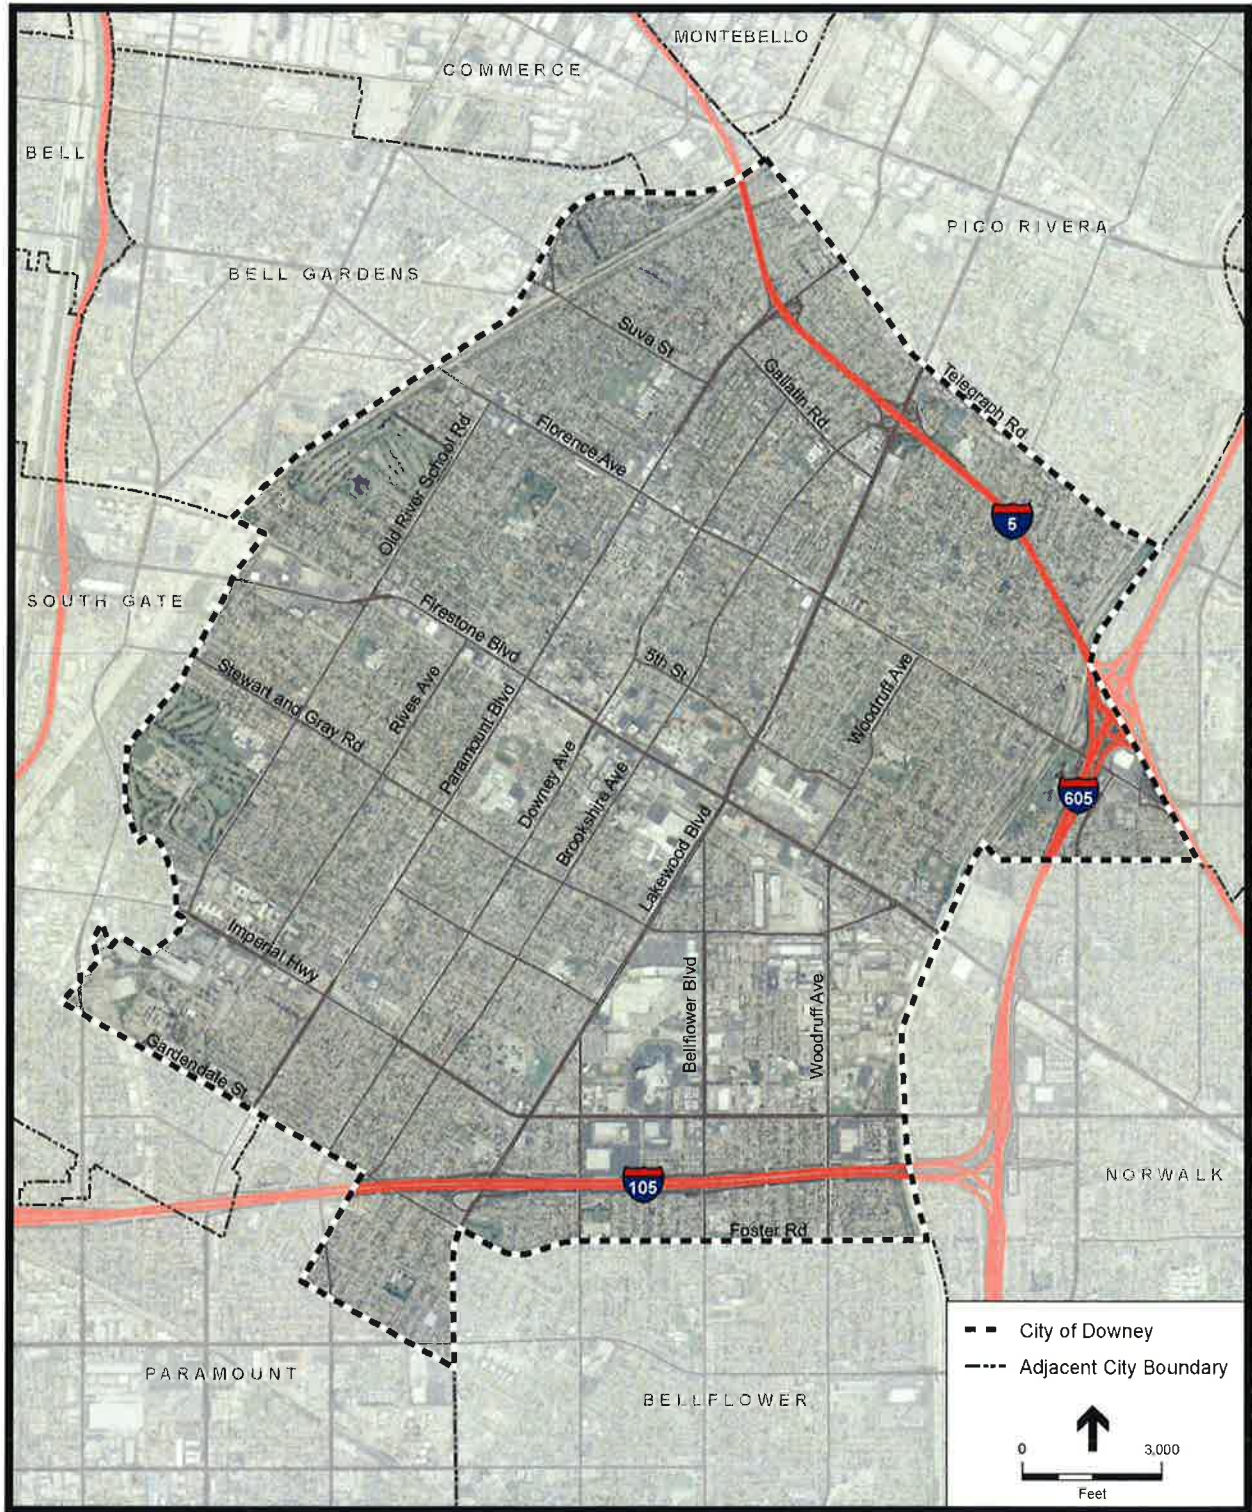 MONTEBELLO
COMMERCE
BELL
PICO RIVERA
BELL GARDENS
Suva St
Gallatin Rd
Telegraph Rd
Old River School Rd
Florence Ave
5
SOUTH GATE
Firestone Blvd
5th St
Stewart and Gray Rd
Rives Ave
Paramount Blvd
Woodruff Ave
Downey Ave
Brookshire Ave
605
Lakewood Blvd
Imperial Hwy
Bellflower Blvd
Woodruff Ave
Gardendale St
105
NORWALK
Foster Rd
PARAMOUNT
BELLFLOWER
City of Downey
Adjacent City Boundary
0 3,000
Feet